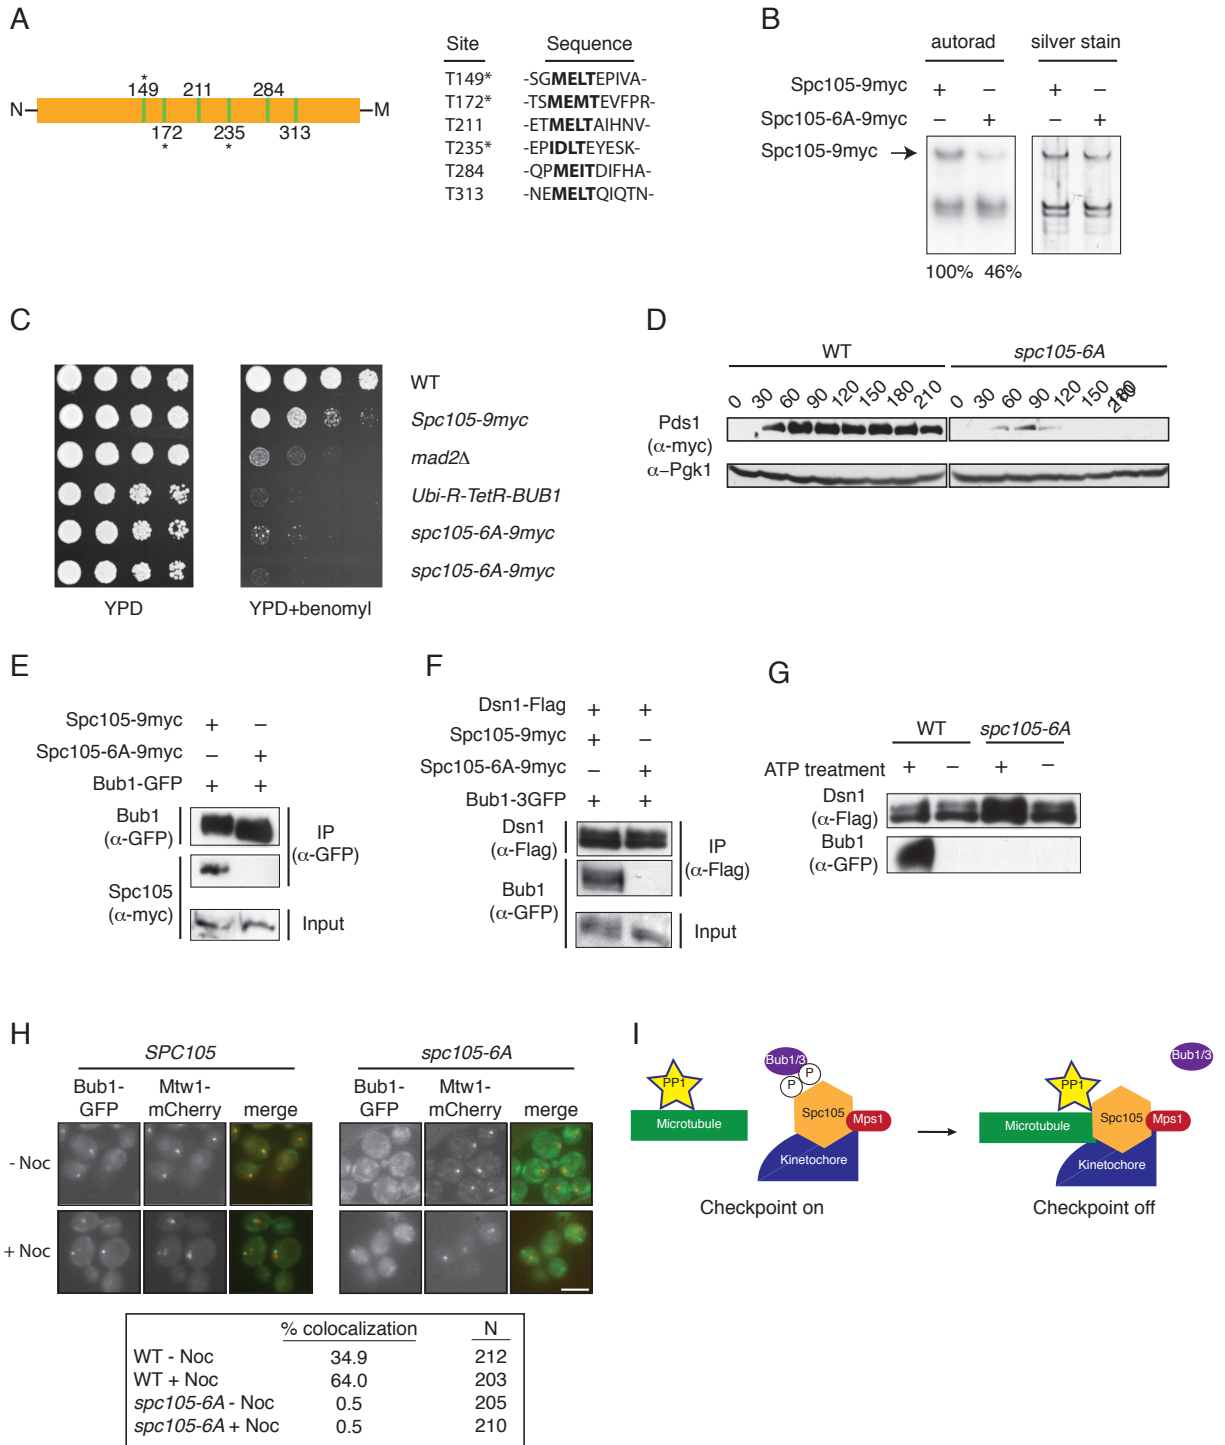 A
N
*
149
211
284
172
*
235
*
313
M
Site Sequence
T149* -SGMELTEPIVA-
T172* -TSMEMTEVFPR-
T211 -ETMELTAIHNV-
T235* -EPIDLTEYESK-
T284 -QPMEITDIFHA-
T313 -NEMELTQIQTN-
B
autorad silver stain
Spc105-9myc + – + –
Spc105-6A-9myc – + – +
Spc105-9myc
100% 46%
C
WT
Spc105-9myc
mad2Δ
Ubi-R-TetR-BUB1
spc105-6A-9myc
spc105-6A-9myc
YPD YPD+benomyl
D
WT spc105-6A
0 30 60 90 120 150 180 210 0 30 60 90 120 150 180 210
Pds1
(α-myc)
α–Pgk1
E
Spc105-9myc + –
Spc105-6A-9myc – +
Bub1-GFP + +
Bub1
(α-GFP)
IP
(α-GFP)
Spc105
(α-myc)
Input
F
Dsn1-Flag + +
Spc105-9myc + –
Spc105-6A-9myc – +
Bub1-3GFP + +
Dsn1
(α-Flag)
IP
(α-Flag)
Bub1
(α-GFP)
Input
G
WT spc105-6A
ATP treatment + – + –
Dsn1
(α-Flag)
Bub1
(α-GFP)
H
SPC105 spc105-6A
Bub1-GFP Mtw1-mCherry merge Bub1-GFP Mtw1-mCherry merge
- Noc
+ Noc
% colocalization N
WT - Noc 34.9 212
WT + Noc 64.0 203
spc105-6A - Noc 0.5 205
spc105-6A + Noc 0.5 210
I
PP1
Microtubule
Bub1/3
P
P
Spc105
Mps1
Kinetochore
Checkpoint on
Bub1/3
PP1
Microtubule
Spc105
Mps1
Kinetochore
Checkpoint off